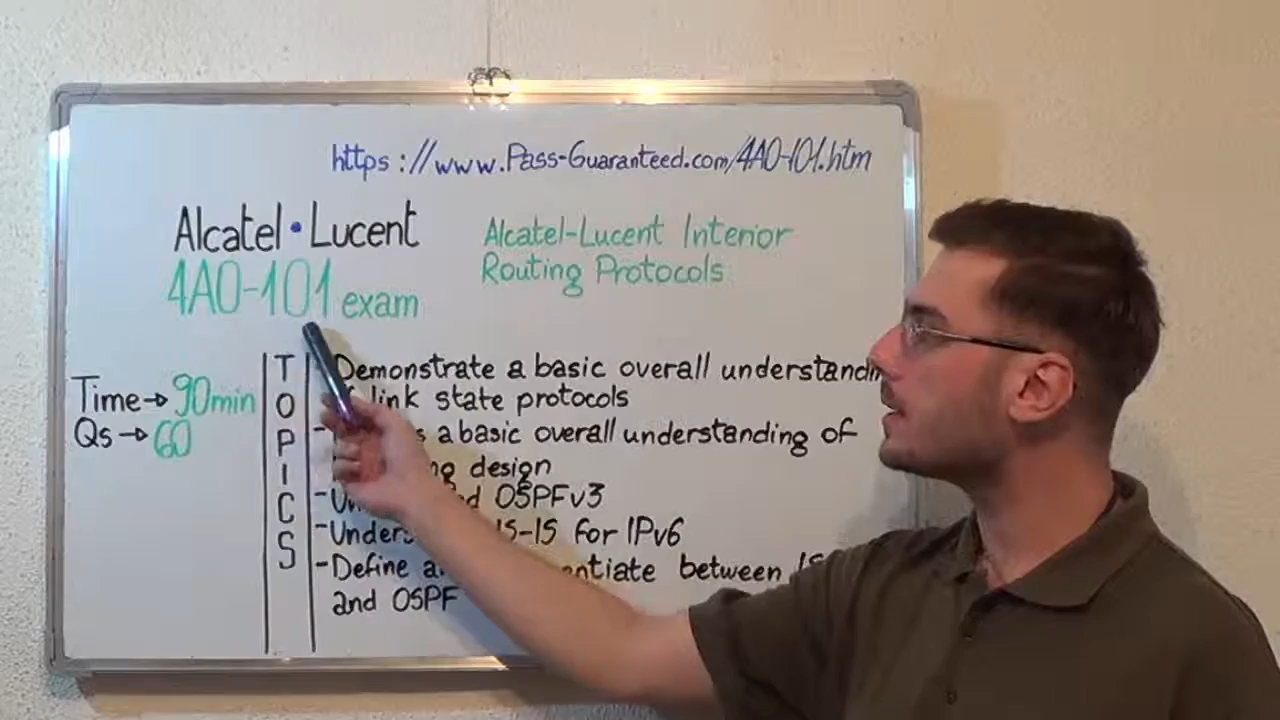 https://www.Pass-Guaranteed.com/4A0-101.htm
Alcatel•Lucent
4A0-101 exam
Alcatel-Lucent Interior
Routing Protocols
Time→90min
Qs→60
TOPICS
Demonstrate a basic overall
link state protocols
a basic overall understanding of
design
OSPFv3
IS-IS for IPv6
-Define between
and OSPF